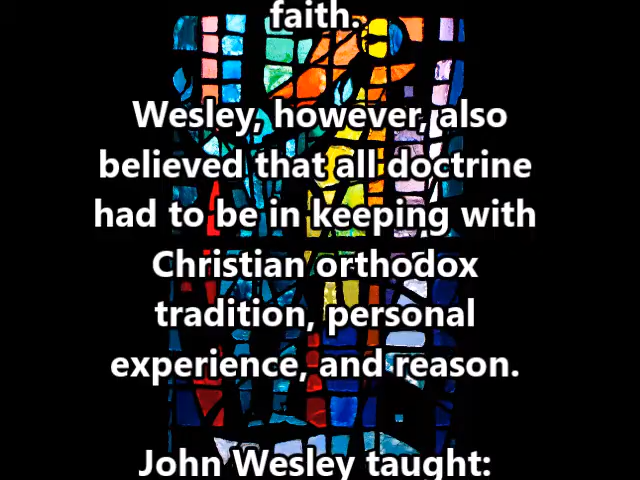 faith.
Wesley, however, also
believed that all doctrine
had to be in keeping with
Christian orthodox
tradition, personal
experience, and reason.
John Wesley taught: